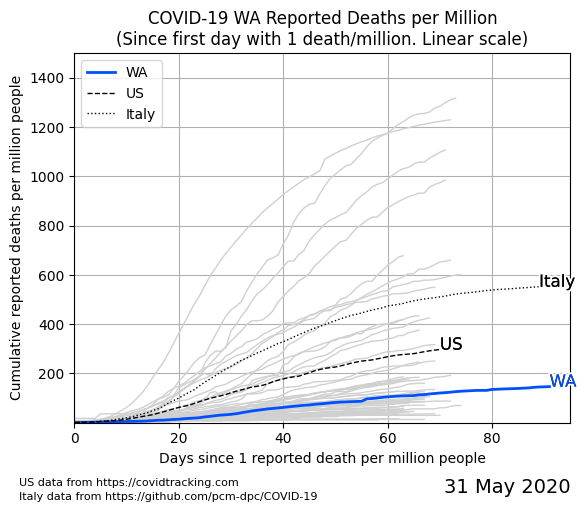 COVID-19 WA Reported Deaths per Million
(Since first day with 1 death/million. Linear scale)
WA
US
Italy
1400
1200
1000
800
600
400
200
Cumulative reported deaths per million people
Italy
US
WA
0
20
40
60
80
Days since 1 reported death per million people
US data from https://covidtracking.com
Italy data from https://github.com/pcm-dpc/COVID-19
31 May 2020